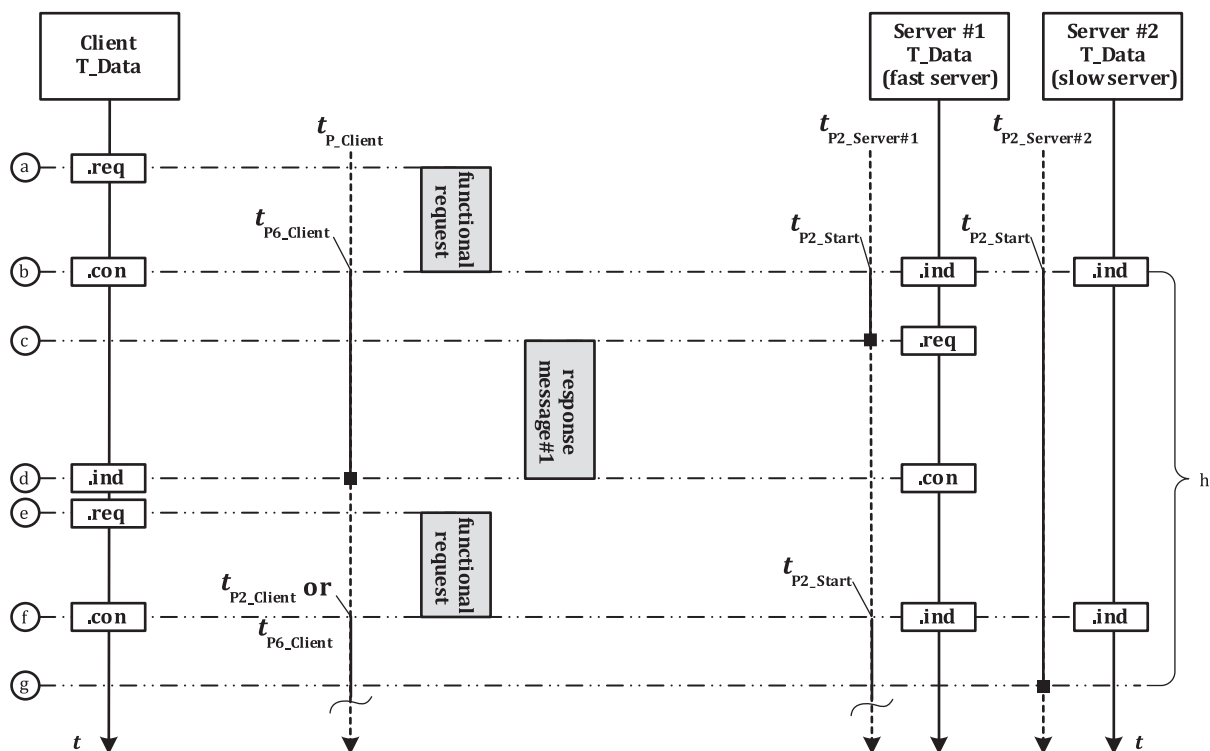 Client
T_Data
Server #1
T_Data
(fast server)
Server #2
T_Data
(slow server)
t P_Client
t P2_Server#1
t P2_Server#2
a
.req
functional
request
t P6_Client
t P2_Start
t P2_Start
b
.con
.ind
.ind
c
.req
response
message#1
h
d
.ind
.con
e
.req
functional
request
t P2_Client or
t P6_Client
t P2_Start
f
.con
.ind
.ind
g
t
t